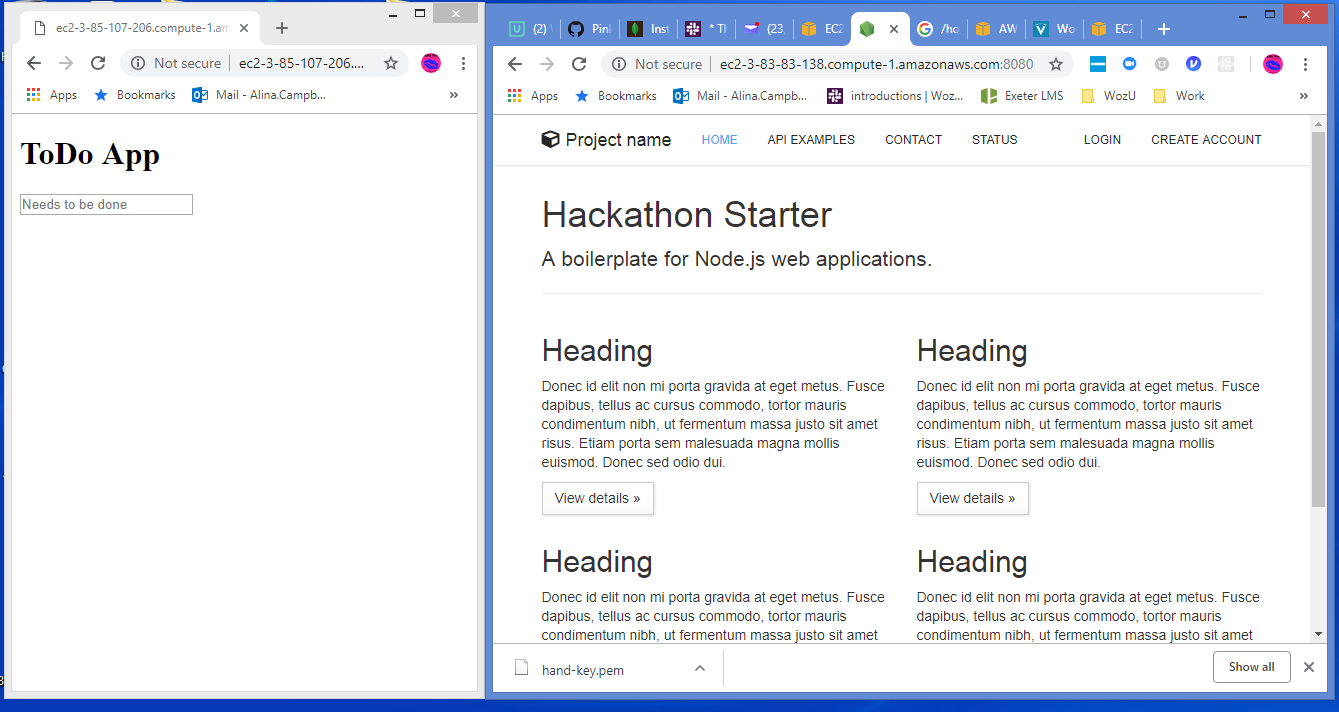 ec2-3-85-107-206.compute-1.am
Not secure
ec2-3-85-107-206....
Apps
Bookmarks
Mail - Alina.Campb...
»
ToDo App
Needs to be done
(2)
Pinl
Inst
* Tl
(23,
EC2
/ho
AW
Wo
EC2
Not secure
ec2-3-83-83-138.compute-1.amazonaws.com:8080
Apps
Bookmarks
Mail - Alina.Campb...
introductions | Woz...
Exeter LMS
WozU
Work
»
Project name
HOME
API EXAMPLES
CONTACT
STATUS
LOGIN
CREATE ACCOUNT
Hackathon Starter
A boilerplate for Node.js web applications.
Heading
Donec id elit non mi porta gravida at eget metus. Fusce
dapibus, tellus ac cursus commodo, tortor mauris
condimentum nibh, ut fermentum massa justo sit amet
risus. Etiam porta sem malesuada magna mollis
euismod. Donec sed odio dui.
View details »
Heading
Donec id elit non mi porta gravida at eget metus. Fusce
dapibus, tellus ac cursus commodo, tortor mauris
condimentum nibh, ut fermentum massa justo sit amet
risus. Etiam porta sem malesuada magna mollis
euismod. Donec sed odio dui.
View details »
Heading
Donec id elit non mi porta gravida at eget metus. Fusce
dapibus, tellus ac cursus commodo, tortor mauris
condimentum nibh, ut fermentum massa justo sit amet
Heading
Donec id elit non mi porta gravida at eget metus. Fusce
dapibus, tellus ac cursus commodo, tortor mauris
condimentum nibh, ut fermentum massa justo sit amet
hand-key.pem
Show all